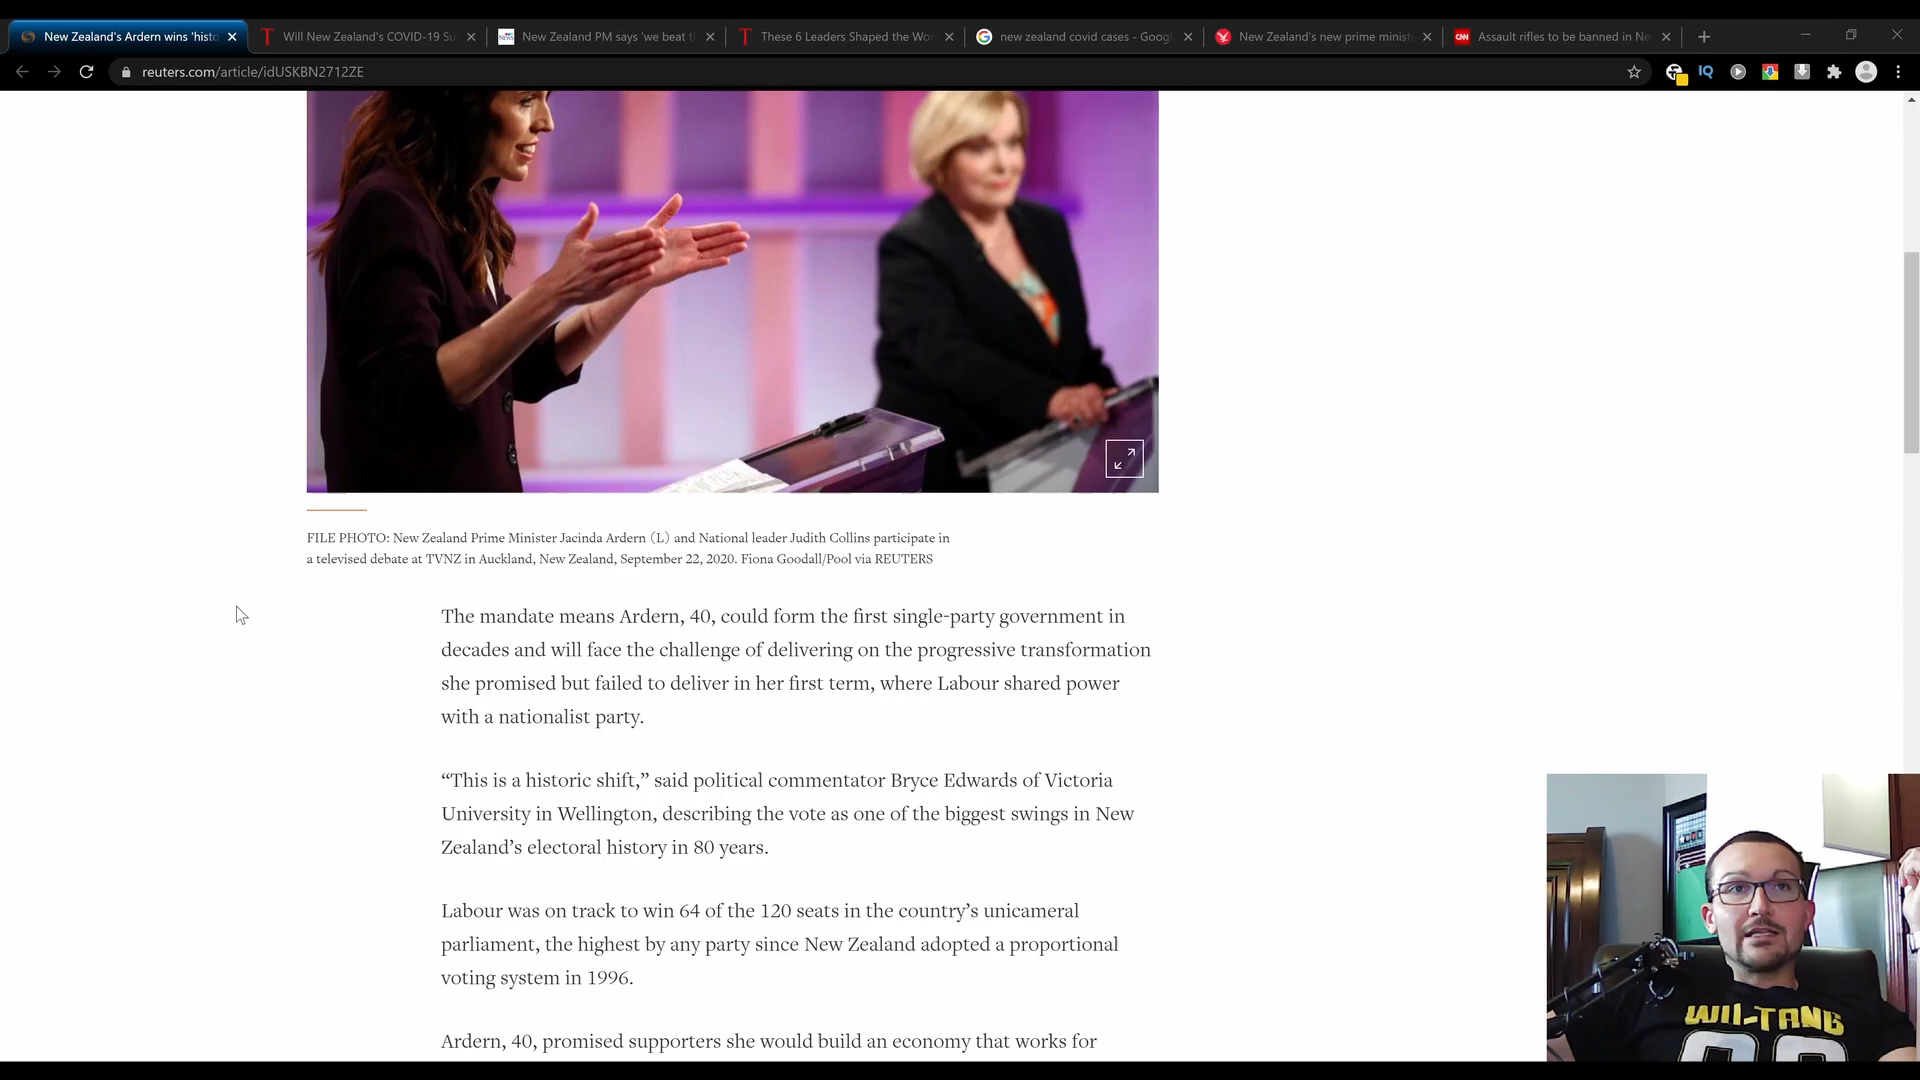 New Zealand's Ardern wins 'histo
Will New Zealand's COVID-19 Su
New Zealand PM says 'we beat t
These 6 Leaders Shaped the Wo
new zealand covid cases - Googl
New Zealand's new prime minist
CNN
Assault rifles to be banned in Ne
reuters.com/article/idUSKBN2712ZE
IQ
FILE PHOTO: New Zealand Prime Minister Jacinda Ardern (L) and National leader Judith Collins participate in
a televised debate at TVNZ in Auckland, New Zealand, September 22, 2020. Fiona Goodall/Pool via REUTERS
The mandate means Ardern, 40, could form the first single-party government in
decades and will face the challenge of delivering on the progressive transformation
she promised but failed to deliver in her first term, where Labour shared power
with a nationalist party.
“This is a historic shift,” said political commentator Bryce Edwards of Victoria
University in Wellington, describing the vote as one of the biggest swings in New
Zealand’s electoral history in 80 years.
Labour was on track to win 64 of the 120 seats in the country’s unicameral
parliament, the highest by any party since New Zealand adopted a proportional
voting system in 1996.
Ardern, 40, promised supporters she would build an economy that works for
WU-TANG